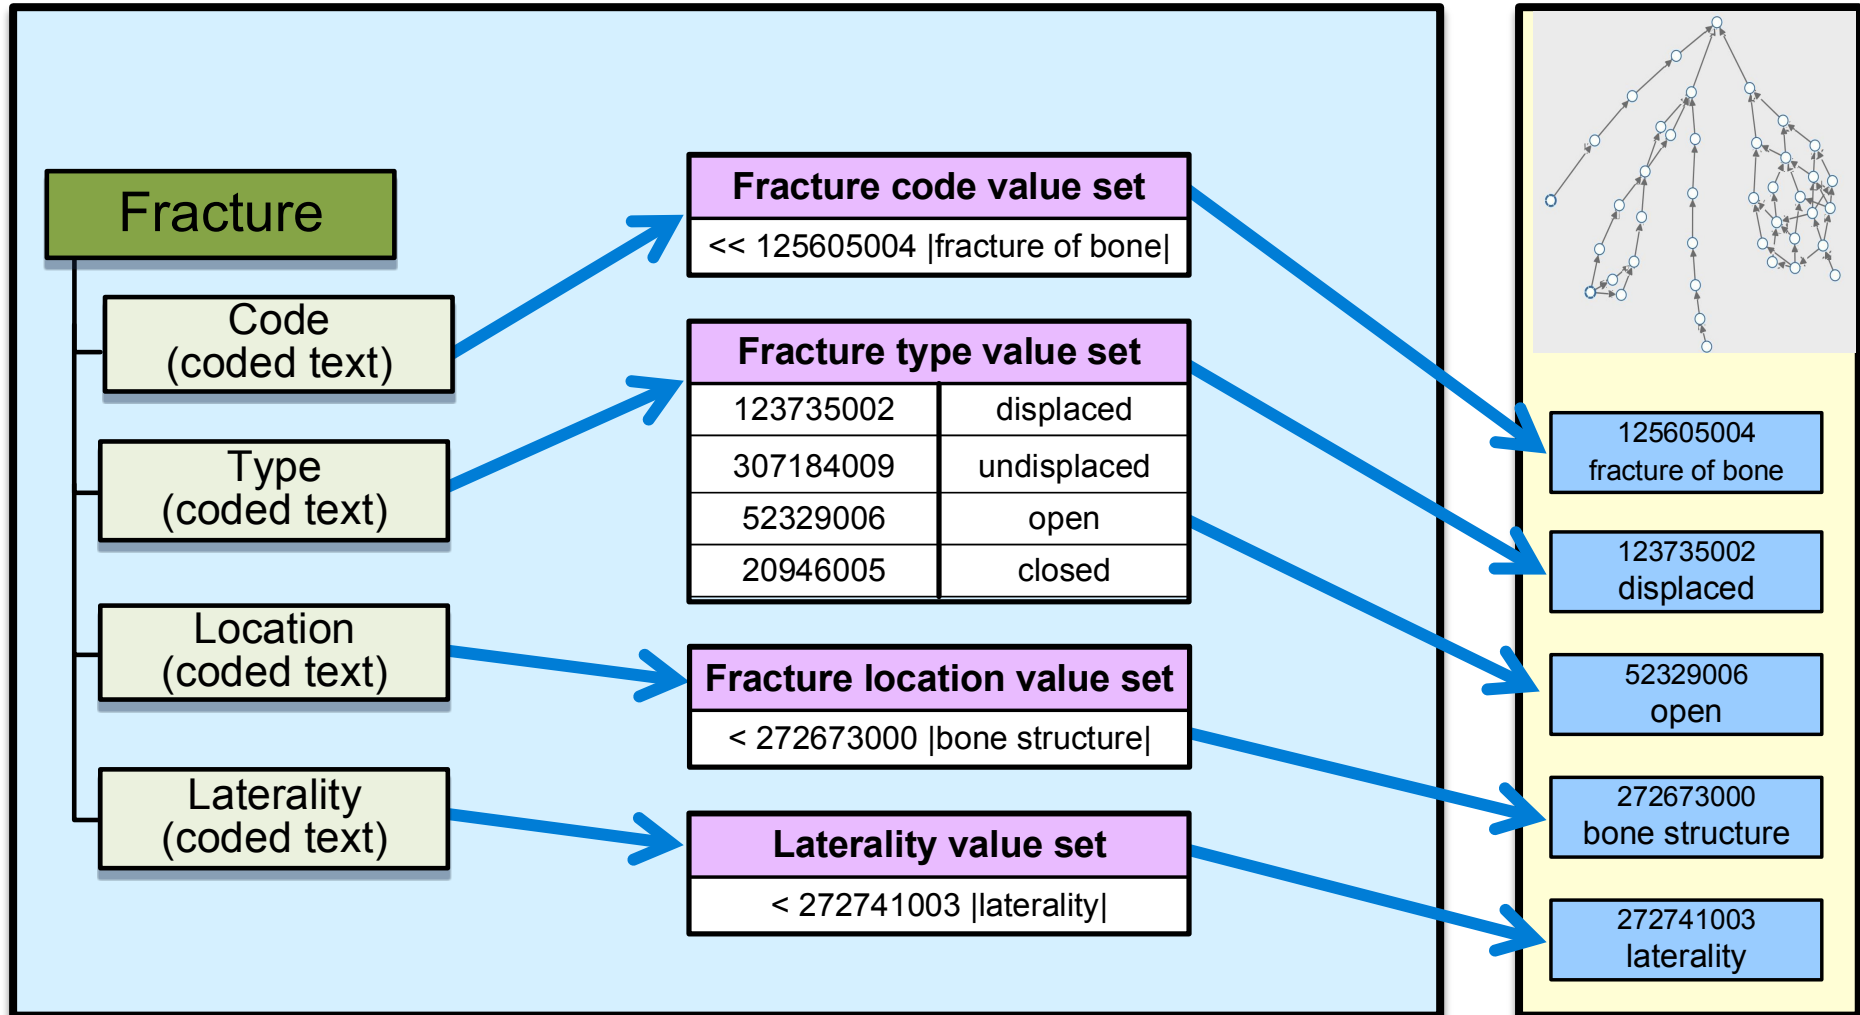 Fracture
Code
(coded text)
Type
(coded text)
Location
(coded text)
Laterality
(coded text)
Fracture code value set
<< 125605004 |fracture of bone|
Fracture type value set
123735002 displaced
307184009 undisplaced
52329006 open
20946005 closed
Fracture location value set
< 272673000 |bone structure|
Laterality value set
< 272741003 |laterality|
125605004
fracture of bone
123735002
displaced
52329006
open
272673000
bone structure
272741003
laterality